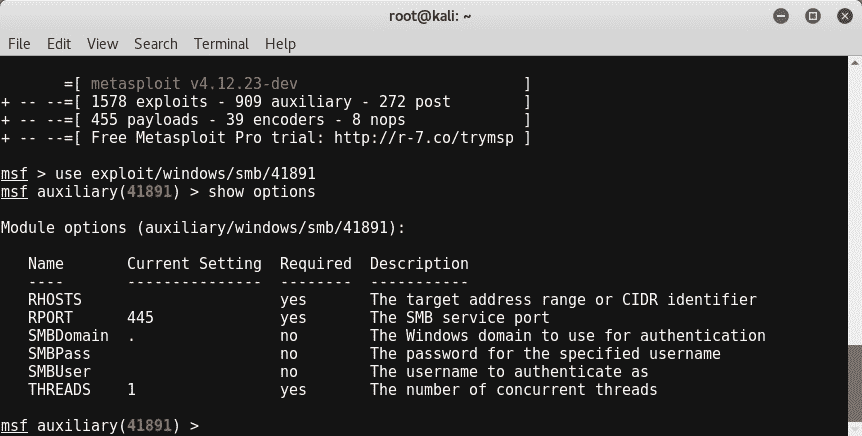 root@kali: ~
File Edit View Search Terminal Help
=[ metasploit v4.12.23-dev ]
+ -- --=[ 1578 exploits - 909 auxiliary - 272 post ]
+ -- --=[ 455 payloads - 39 encoders - 8 nops ]
+ -- --=[ Free Metasploit Pro trial: http://r-7.co/trymsp ]
msf > use exploit/windows/smb/41891
msf auxiliary(41891) > show options
Module options (auxiliary/windows/smb/41891):
Name Current Setting Required Description
---- --------------- -------- -----------
RHOSTS yes The target address range or CIDR identifier
RPORT 445 yes The SMB service port
SMBDomain . no The Windows domain to use for authentication
SMBPass no The password for the specified username
SMBUser no The username to authenticate as
THREADS 1 yes The number of concurrent threads
msf auxiliary(41891) >